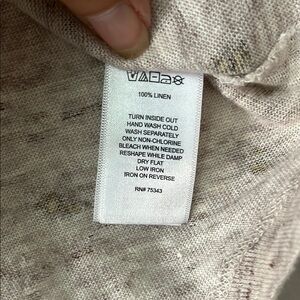 100% LINEN
TURN INSIDE OUT
HAND WASH COLD
WASH SEPARATELY
ONLY NON-CHLORINE
BLEACH WHEN NEEDED
RESHAPE WHILE DAMP
DRY FLAT
LOW IRON
IRON ON REVERSE
RN# 75343